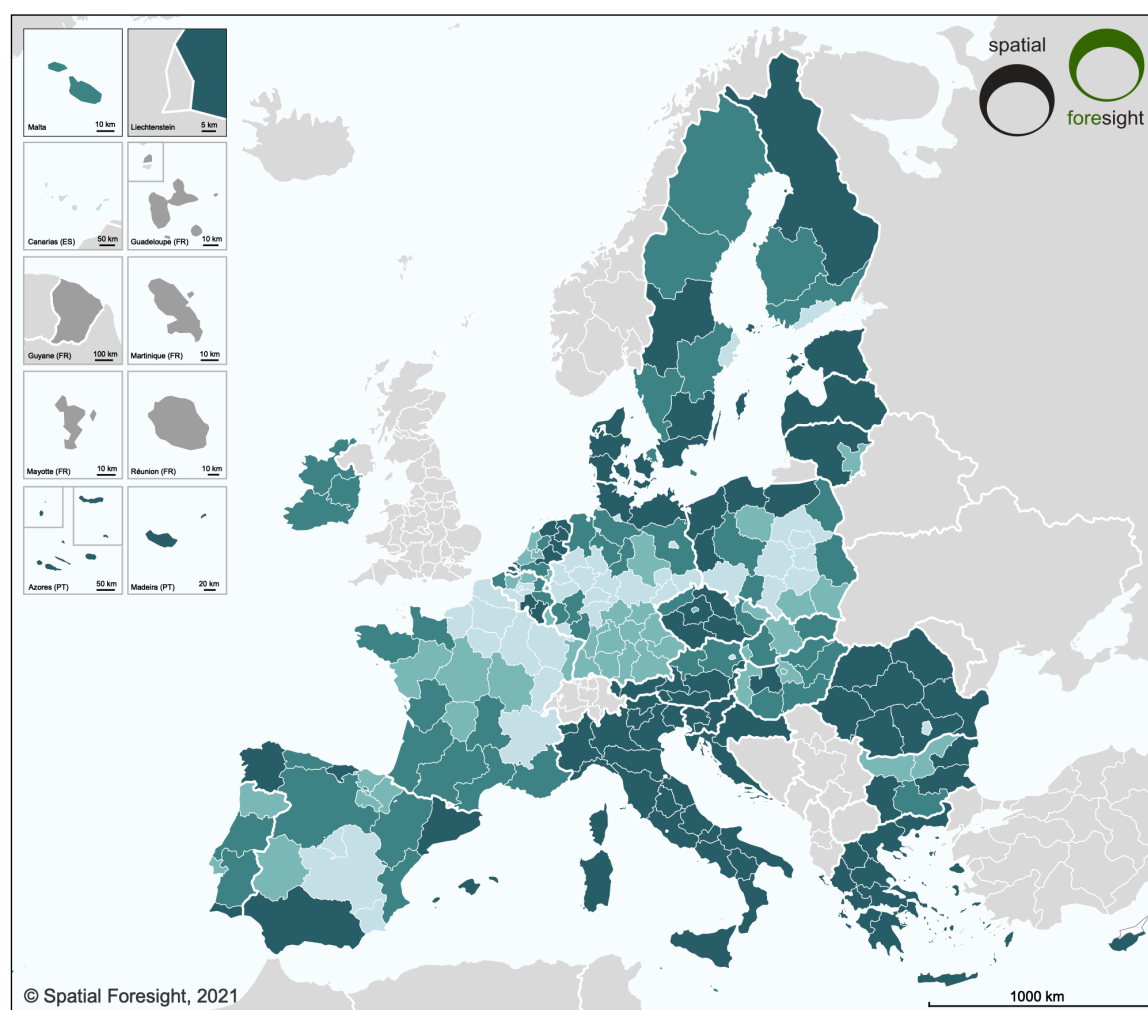 spatial
foresight
Malta
10 km
Liechtenstein
5 km
Canarias (ES)
50 km
Guadeloupe (FR)
10 km
Guyane (FR)
100 km
Martinique (FR)
10 km
Mayotte (FR)
10 km
Réunion (FR)
10 km
Azores (PT)
50 km
Madeira (PT)
20 km
© Spatial Foresight, 2021
1000 km